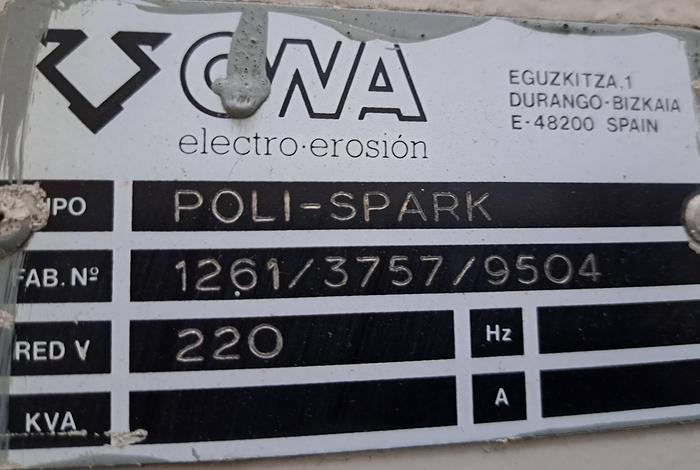 ONA
electro·erosión
EGUZKITZA,1
DURANGO-BIZKAIA
E-48200 SPAIN
TIPO POLI-SPARK
FAB. Nº 1261/3757/9504
RED V 220 Hz
KVA A